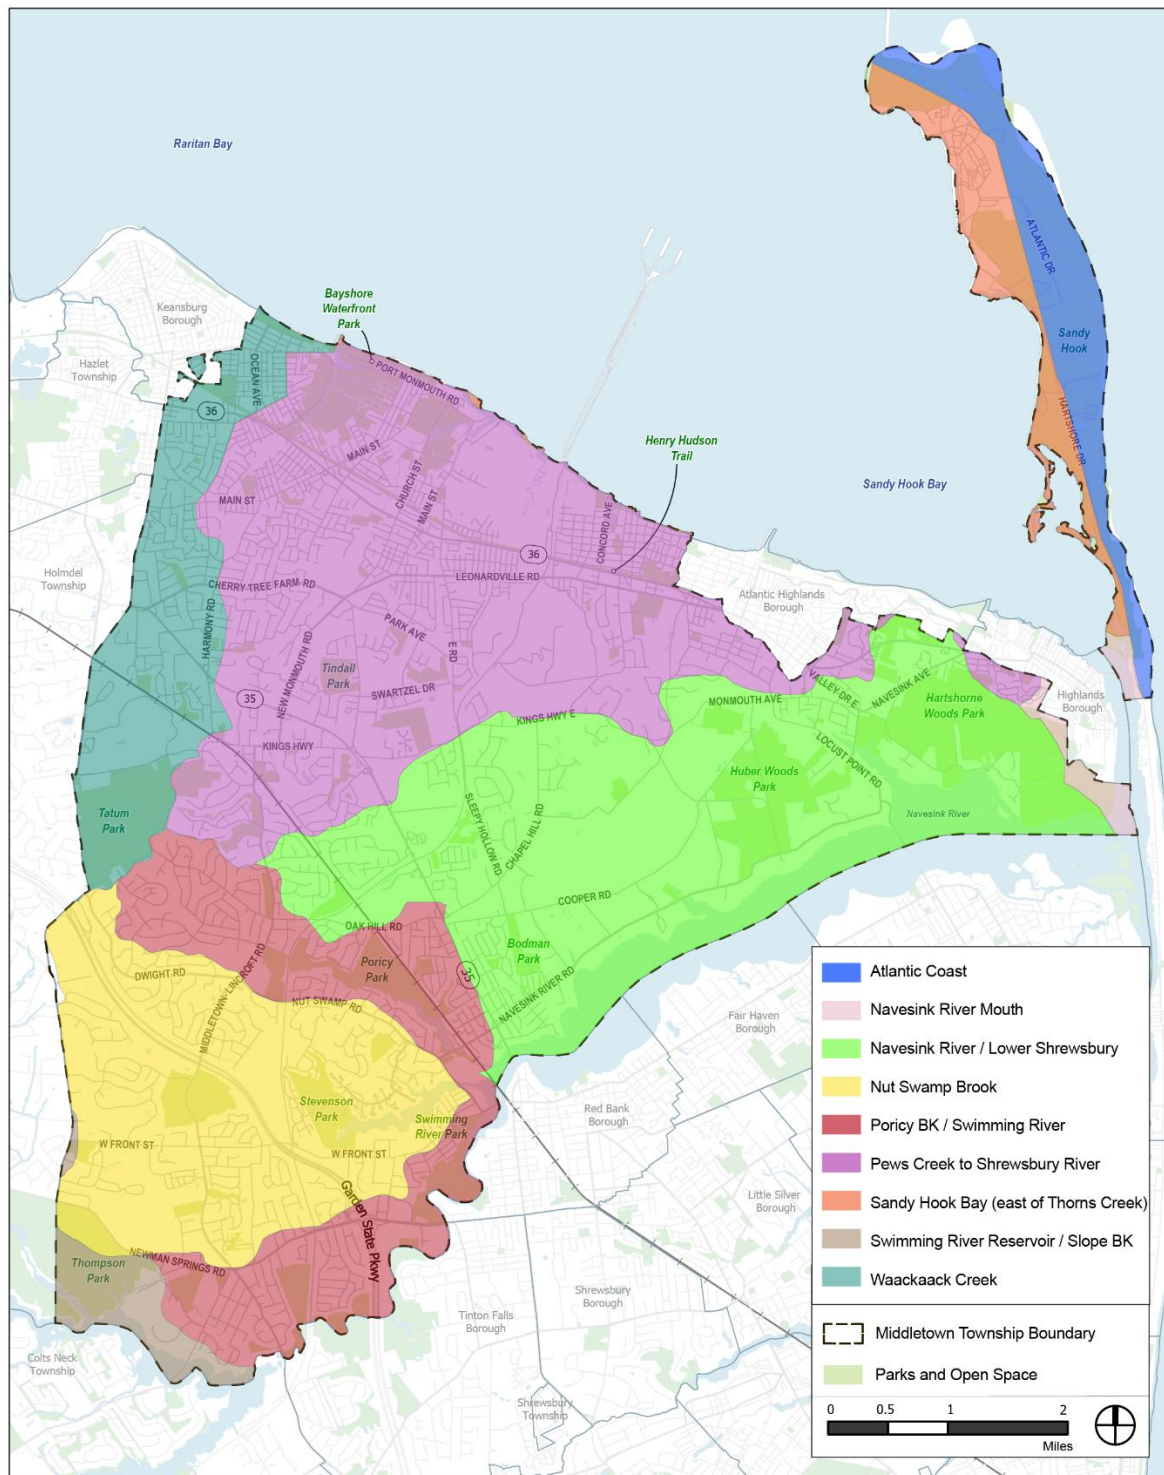 Raritan Bay
Keansburg
Borough
Hazlet
Township
Bayshore
Waterfront
Park
OCEAN AVE
36
PORT MONMOUTH RD
MAIN ST
CHURCH ST
MAIN ST
MAIN ST
Henry Hudson
Trail
CONCORD AVE
36
LEONARDVILLE RD
Sandy Hook Bay
ATLANTIC DR
Sandy
Hook
HARTSHORE DR
Holmdel
Township
HARMONY RD
CHERRY TREE FARM RD
PARK AVE
E RD
NEW MONMOUTH RD
Tindall
Park
SWARTZEL DR
35
KINGS HWY
KINGS HWY E
Atlantic Highlands
Borough
MONMOUTH AVE
VALLEY DR E
NAVESINK AVE
Hartshorne
Woods Park
Highlands
Borough
LOCUST POINT RD
Huber Woods
Park
Navesink River
Tatum
Park
SLEEPY HOLLOW RD
CHAPEL HILL RD
COOPER RD
OAK HILL RD
Bodman
Park
Poricy
Park
35
NAVESINK RIVER RD
DWIGHT RD
MIDDLETOWN-LINCROFT RD
NUT SWAMP RD
Stevenson
Park
Swimming
River Park
W FRONT ST
W FRONT ST
Garden State Pkwy
NEWMAN SPRINGS RD
Thompson
Park
Colts Neck
Township
Fair Haven
Borough
Red Bank
Borough
Little Silver
Borough
Shrewsbury
Borough
Tinton Falls
Borough
Shrewsbury
Township
Atlantic Coast
Navesink River Mouth
Navesink River / Lower Shrewsbury
Nut Swamp Brook
Poricy BK / Swimming River
Pews Creek to Shrewsbury River
Sandy Hook Bay (east of Thorns Creek)
Swimming River Reservoir / Slope BK
Waackaack Creek
Middletown Township Boundary
Parks and Open Space
0 0.5 1 2
Miles